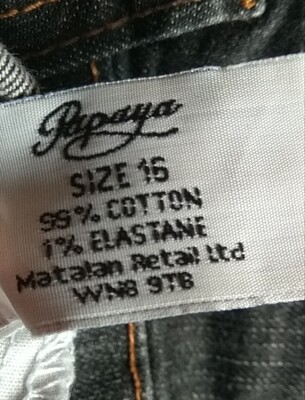 Papaya
SIZE 16
99% COTTON
1% ELASTANE
Matalan Retail Ltd
WN8 9TB